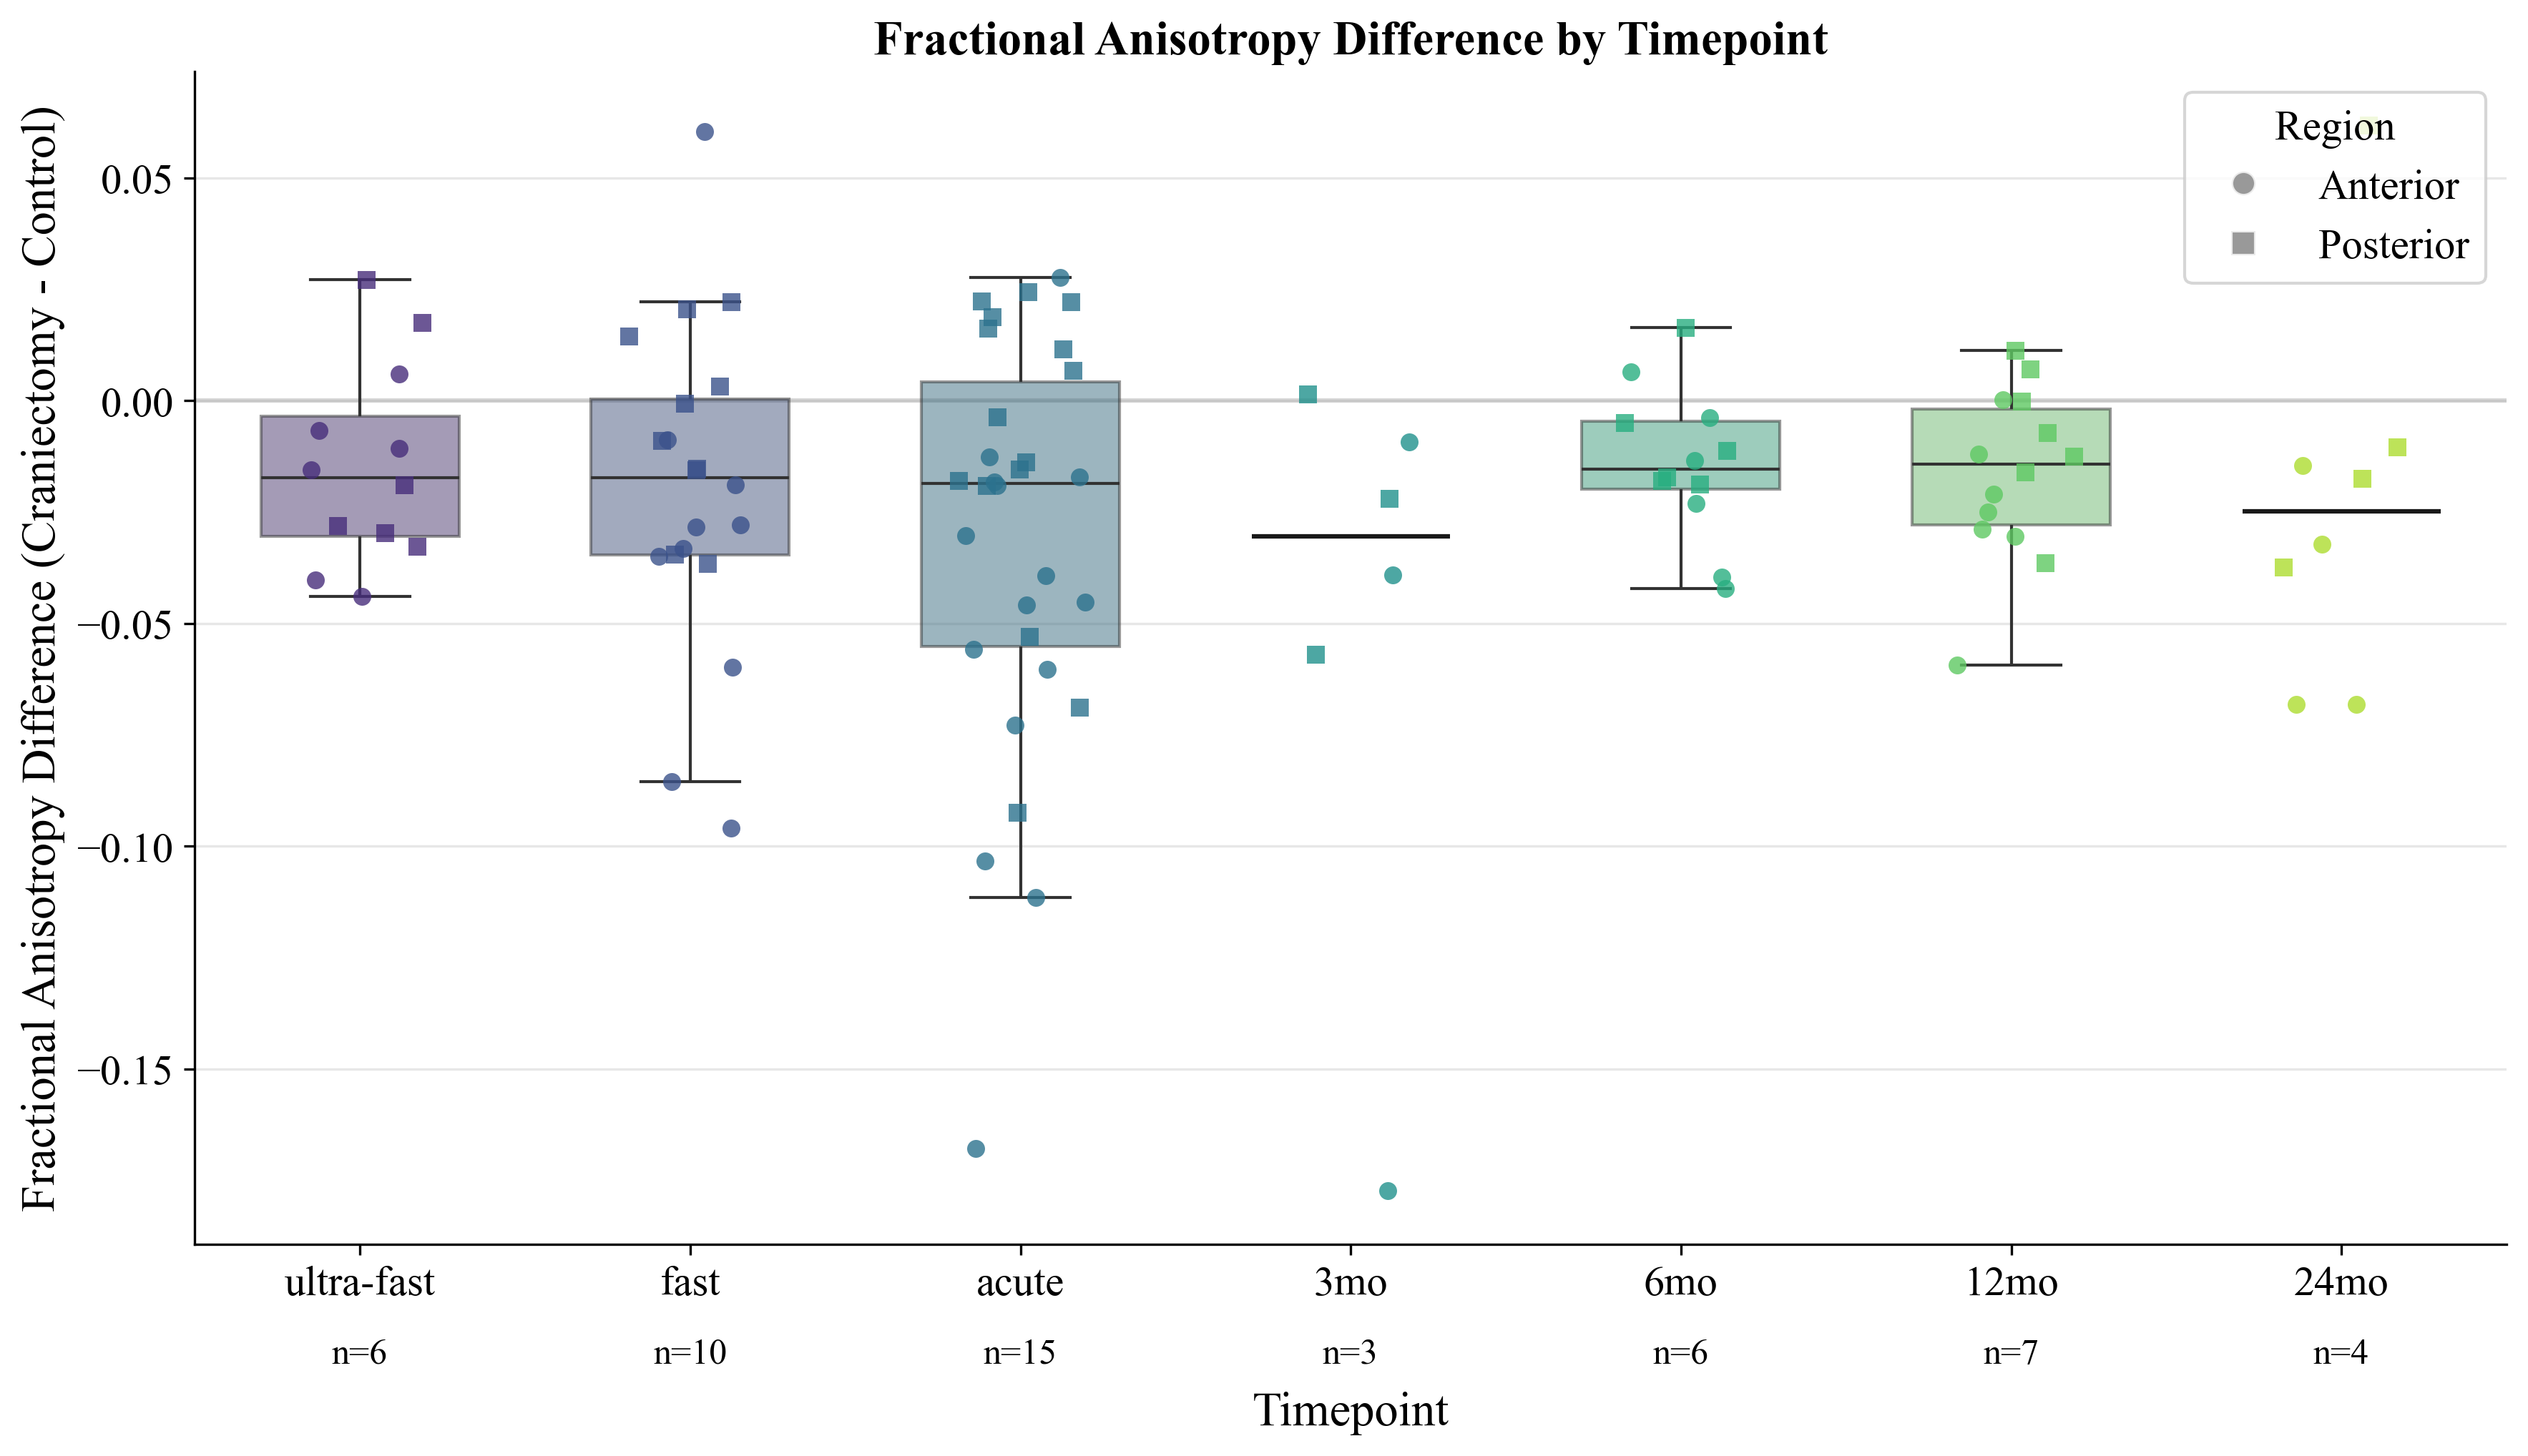 Fractional Anisotropy Difference by Timepoint
Fractional Anisotropy Difference (Craniectomy - Control)
0.05
0.00
−0.05
−0.10
−0.15
Region
Anterior
Posterior
ultra-fast
fast
acute
3mo
6mo
12mo
24mo
n=6
n=10
n=15
n=3
n=6
n=7
n=4
Timepoint